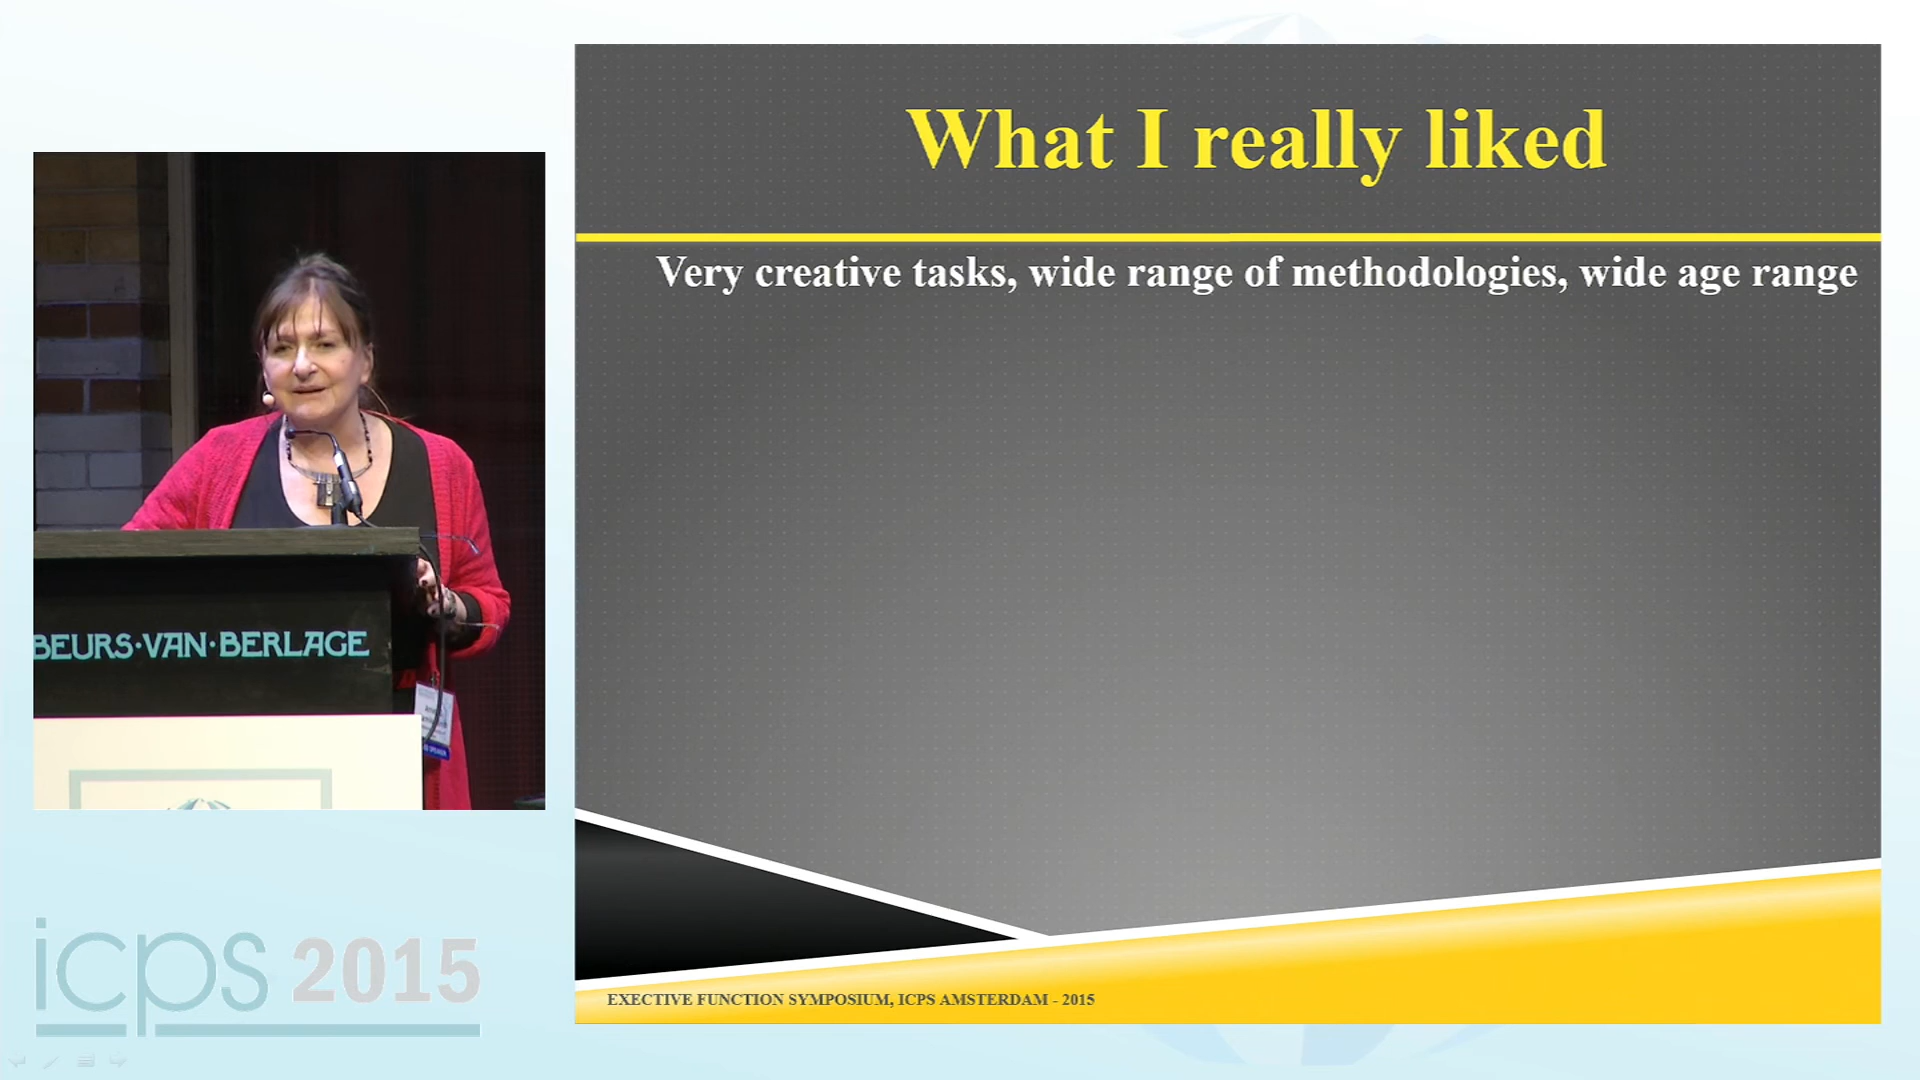 What I really liked
Very creative tasks, wide range of methodologies, wide age range
BEURS·VAN·BERLAGE
icps 2015
EXECTIVE FUNCTION SYMPOSIUM, ICPS AMSTERDAM - 2015